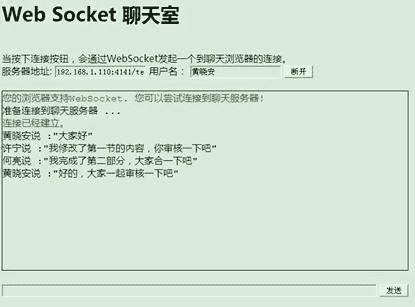 Web Socket 聊天室
当按下连接按钮，会通过WebSocket发起一个到聊天浏览器的连接。
服务器地址: 192.168.1.110:4141/te 用户名： 黄晓安 断开
您的浏览器支持WebSocket. 您可以尝试连接到聊天服务器!
准备连接到聊天服务器 ...
连接已经建立。
黄晓安说 :"大家好"
许宁说 :"我修改了第一节的内容，你审核一下吧"
何亮说 :"我完成了第二部分，大家合一下吧"
黄晓安说 :"好的，大家一起审核一下吧"
发送